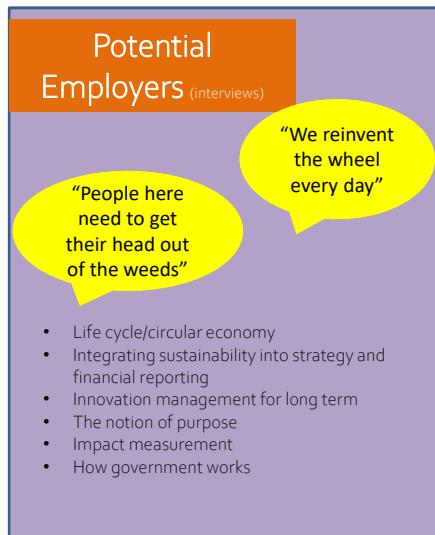 Potential
Employers (interviews)
“We reinvent
the wheel
every day”
“People here
need to get
their head out
of the weeds”
• Life cycle/circular economy
• Integrating sustainability into strategy and
financial reporting
• Innovation management for long term
• The notion of purpose
• Impact measurement
• How government works